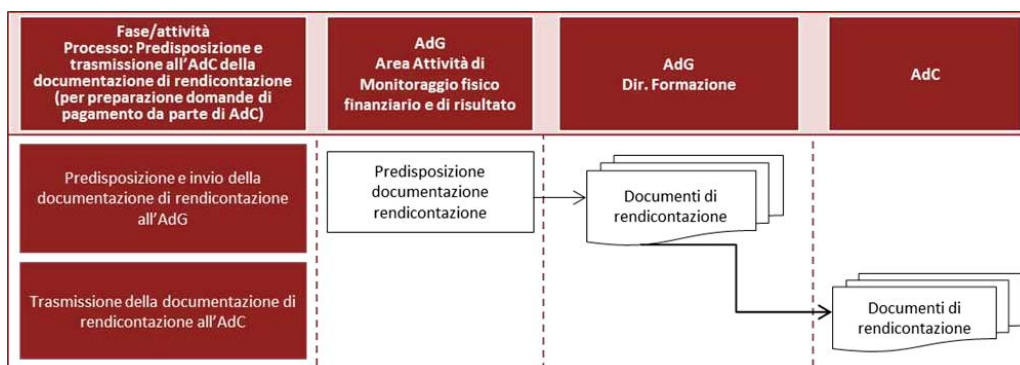 Fase/attività
Processo: Predisposizione e
trasmissione all'AdC della
documentazione di rendicontazione
(per preparazione domande di
pagamento da parte di AdC)
AdG
Area Attività di
Monitoraggio fisico
finanziario e di risultato
AdG
Dir. Formazione
AdC
Predisposizione e invio della
documentazione di rendicontazione
all'AdG
Predisposizione
documentazione
rendicontazione
Documenti di
rendicontazione
Trasmissione della documentazione di
rendicontazione all'AdC
Documenti di
rendicontazione